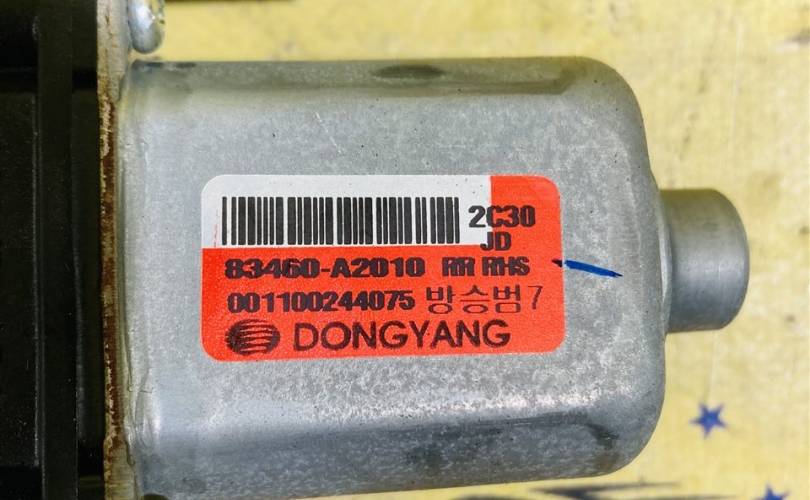 2C30
JD
83460-A2010 RR RHS
001100244075 방승범7
DONGYANG